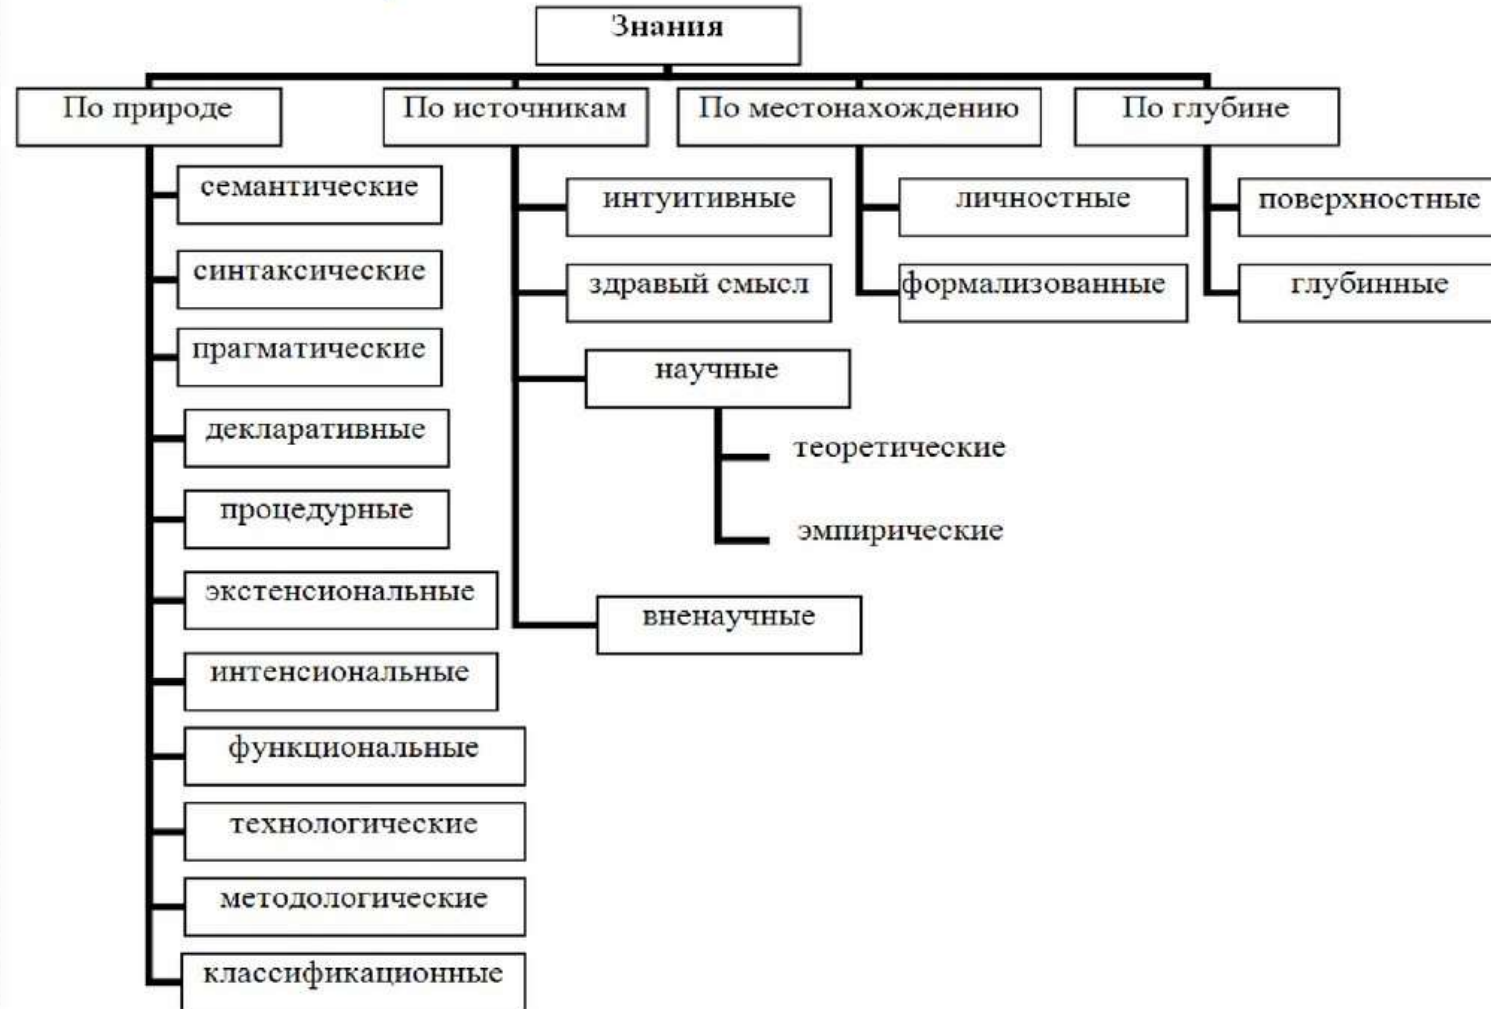 Знания
По природе
По источникам
По местонахождению
По глубине
семантические
синтаксические
прагматические
декларативные
процедурные
экстенсиональные
интенсиональные
функциональные
технологические
методологические
классификационные
интуитивные
здравый смысл
научные
теоретические
эмпирические
вненаучные
личностные
формализованные
поверхностные
глубинные